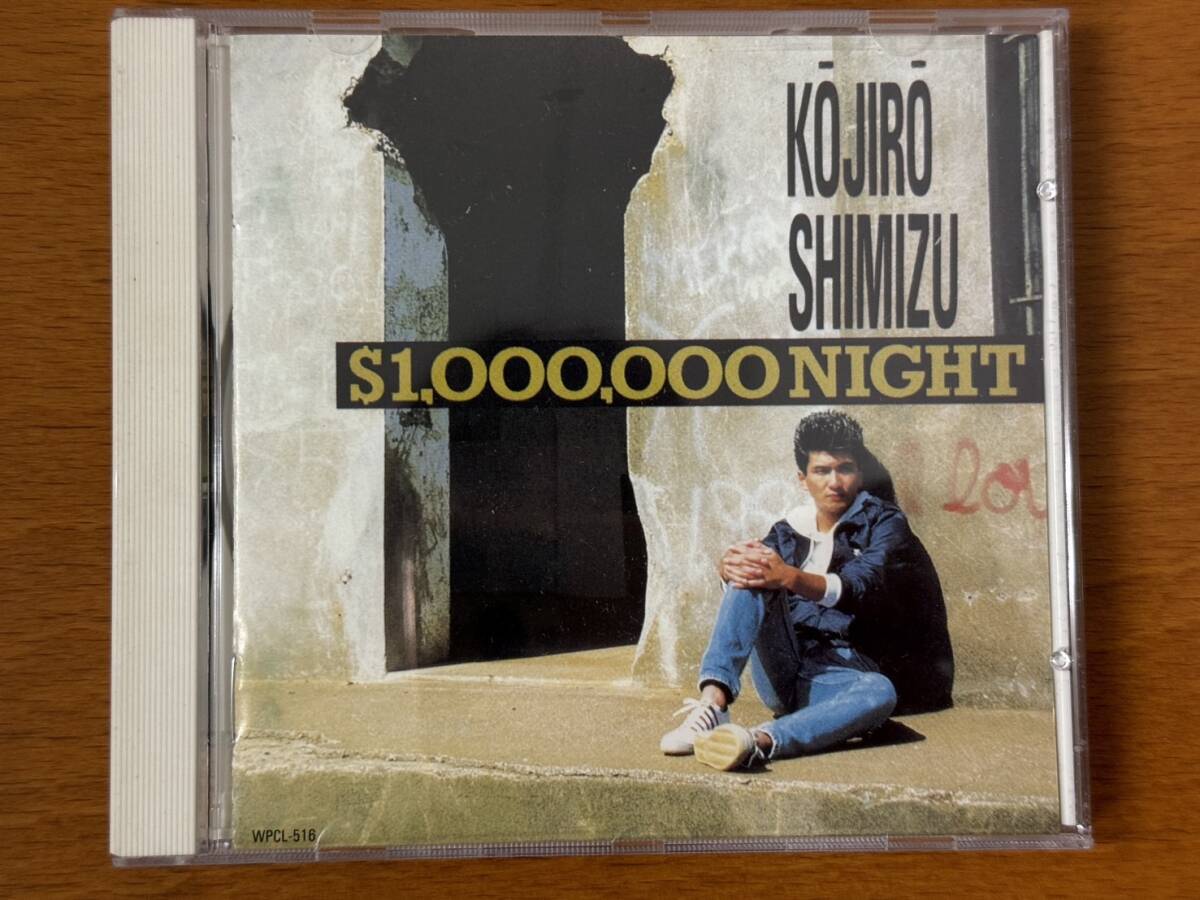 KŌJIRŌ
SHIMIZU
$1,000,000 NIGHT
WPCL-516